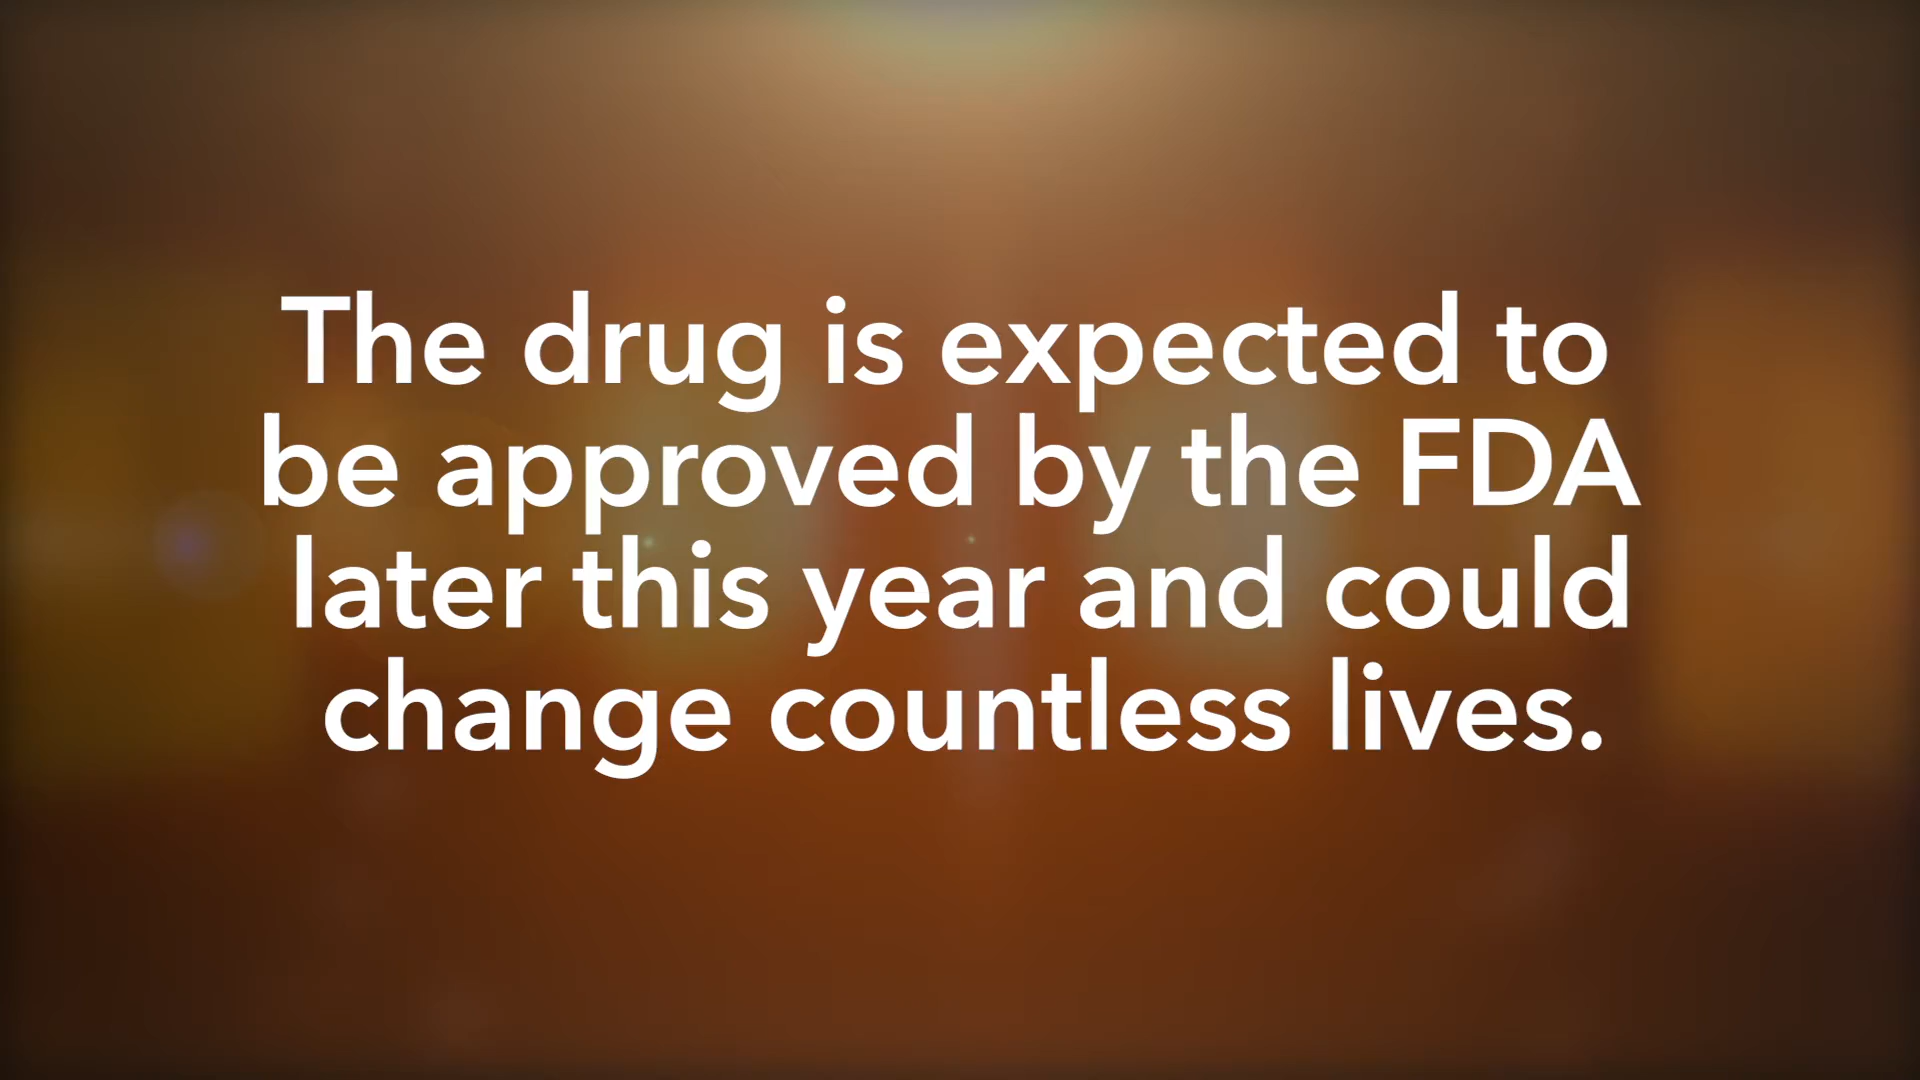 The drug is expected to
be approved by the FDA
later this year and could
change countless lives.